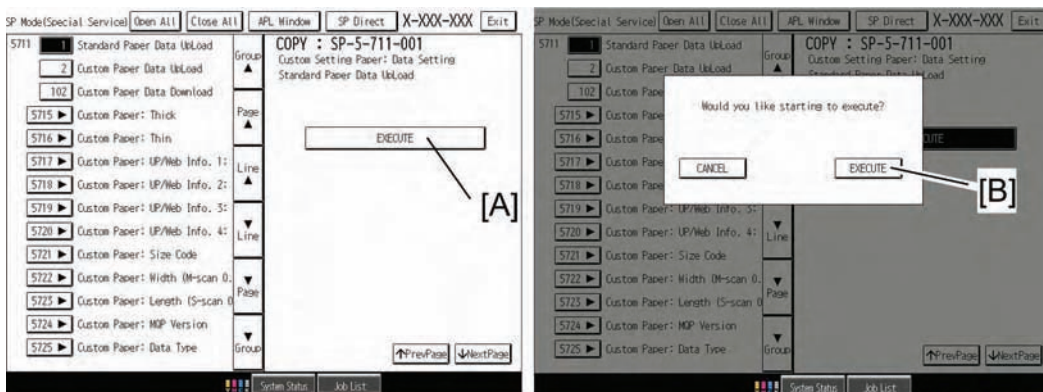 SP Mode(Special Service) Open All Close All APL Window SP Direct X-XXX-XXX Exit
5711 1 Standard Paper Data UpLoad
2 Custom Paper Data UpLoad
102 Custom Paper Data Download
5715 ► Custom Paper: Thick
5716 ► Custom Paper: Thin
5717 ► Custom Paper: UP/Web Info. 1:
5718 ► Custom Paper: UP/Web Info. 2:
5719 ► Custom Paper: UP/Web Info. 3:
5720 ► Custom Paper: UP/Web Info. 4:
5721 ► Custom Paper: Size Code
5722 ► Custom Paper: Width (M-scan 0.
5723 ► Custom Paper: Length (S-scan 0
5724 ► Custom Paper: MQP Version
5725 ► Custom Paper: Data Type
Group ▲
Page ▲
Line ▲
▼ Line
▼ Page
▼ Group
COPY : SP-5-711-001
Custom Setting Paper: Data Setting
Standard Paper Data UpLoad
EXECUTE
[A]
↑PrevPage ↓NextPage
System Status Job List
SP Mode(Special Service) Open All Close All APL Window SP Direct X-XXX-XXX Exit
5711 1 Standard Paper Data UpLoad
2 Custom Paper Data UpLoad
102 Custom Pape
5715 ► Custom Pape
5716 ► Custom Pape
5717 ► Custom Pape
5718 ► Custom Pape
5719 ► Custom Paper: UP/Web Info. 3:
5720 ► Custom Paper: UP/Web Info. 4:
5721 ► Custom Paper: Size Code
5722 ► Custom Paper: Width (M-scan 0.
5723 ► Custom Paper: Length (S-scan 0
5724 ► Custom Paper: MQP Version
5725 ► Custom Paper: Data Type
Group ▲
▼ Line
▼ Page
▼ Group
COPY : SP-5-711-001
Custom Setting Paper: Data Setting
Standard Paper Data UpLoad
CUTE
Would you like starting to execute?
CANCEL EXECUTE
[B]
↑PrevPage ↓NextPage
System Status Job List